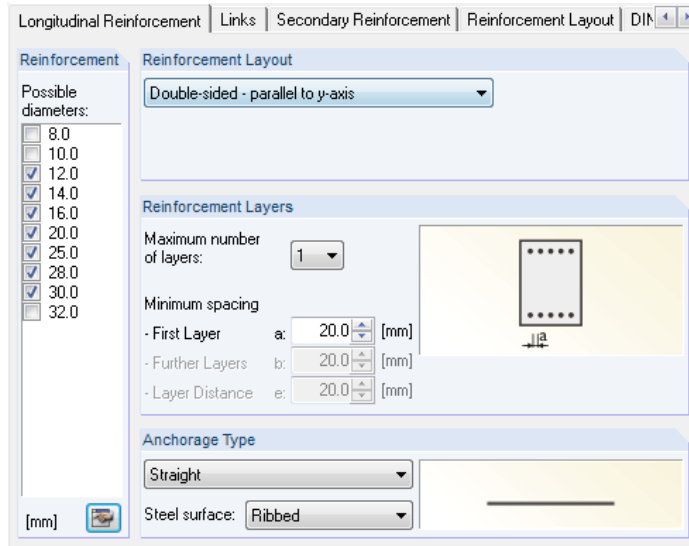 Longitudinal Reinforcement Links Secondary Reinforcement Reinforcement Layout DIN
Reinforcement
Possible
diameters:
8.0
10.0
12.0
14.0
16.0
20.0
25.0
28.0
30.0
32.0
[mm]
Reinforcement Layout
Double-sided - parallel to y-axis
Reinforcement Layers
Maximum number
of layers:
1
Minimum spacing
- First Layer a: 20.0 [mm]
- Further Layers b: 20.0 [mm]
- Layer Distance e: 20.0 [mm]
a
Anchorage Type
Straight
Steel surface: Ribbed